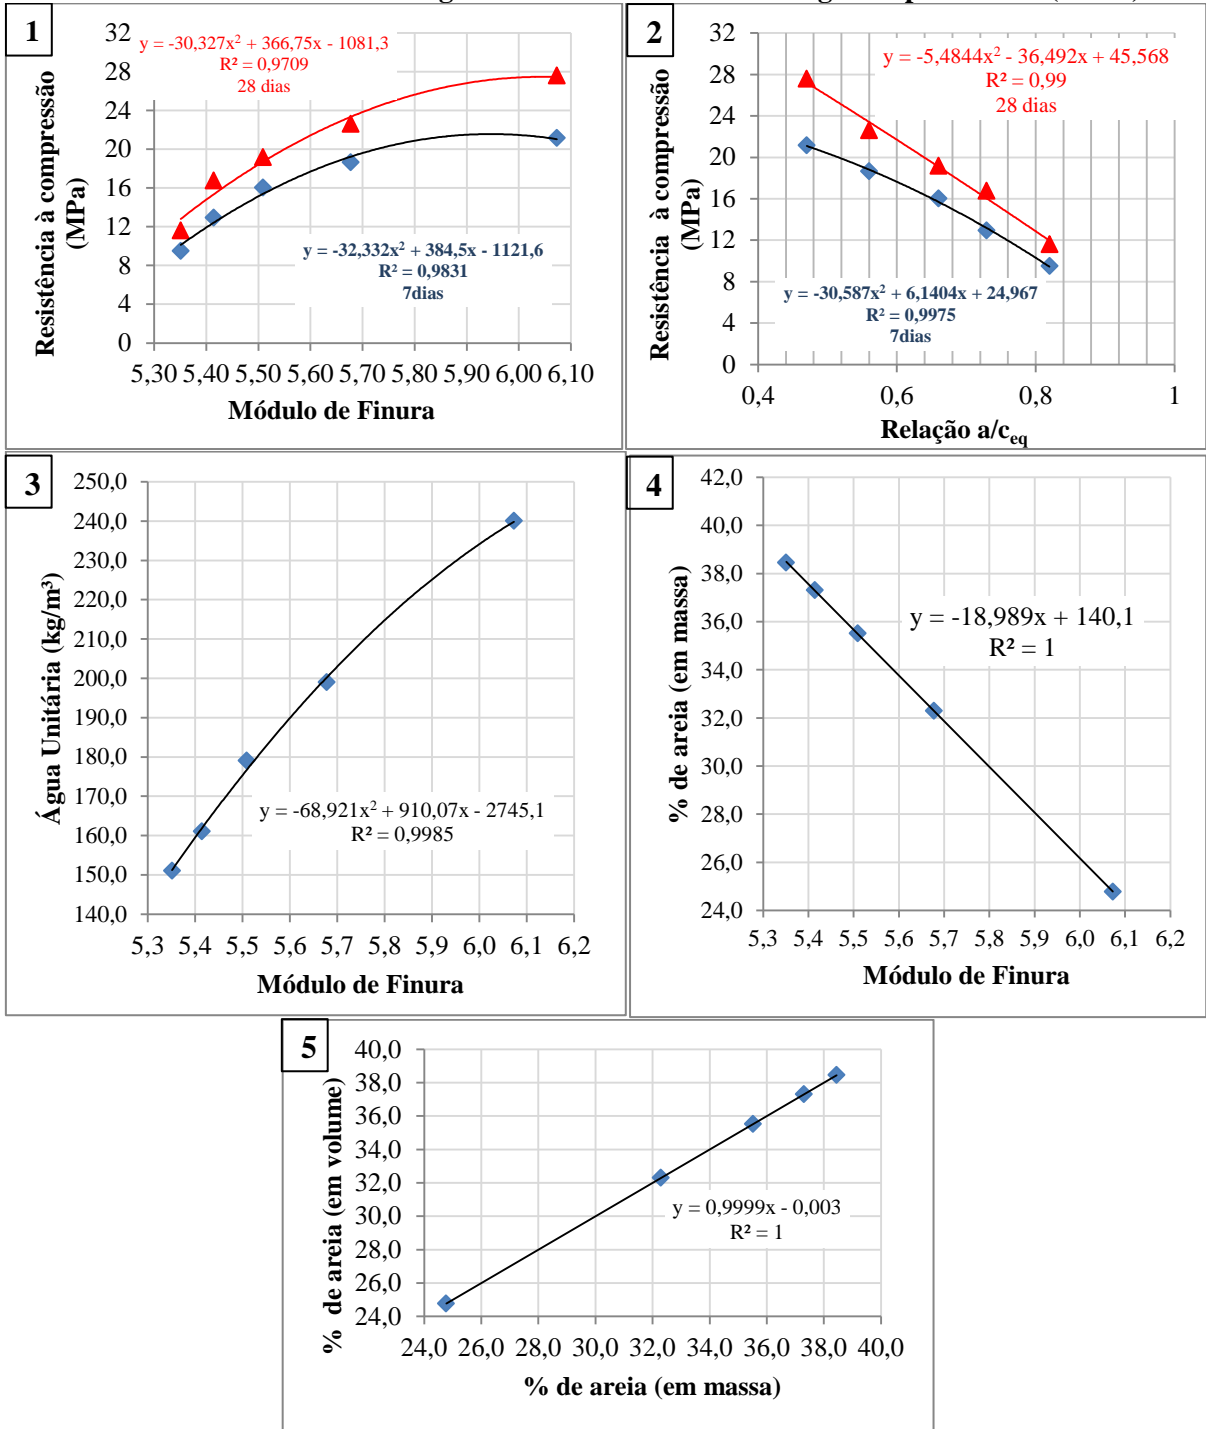 1
32
28
24
20
16
12
8
4
0
y = -30,327x² + 366,75x - 1081,3
R² = 0,9709
28 dias
y = -32,332x² + 384,5x - 1121,6
R² = 0,9831
7dias
5,30 5,40 5,50 5,60 5,70 5,80 5,90 6,00 6,10
Módulo de Finura
Resistência à compressão
(MPa)
2
32
28
24
20
16
12
8
4
0
y = -5,4844x² - 36,492x + 45,568
R² = 0,99
28 dias
y = -30,587x² + 6,1404x + 24,967
R² = 0,9975
7dias
0,4 0,6 0,8 1
Relação a/ceq
Resistência à compressão
(MPa)
3
250,0
240,0
230,0
220,0
210,0
200,0
190,0
180,0
170,0
160,0
150,0
140,0
y = -68,921x² + 910,07x - 2745,1
R² = 0,9985
5,3 5,4 5,5 5,6 5,7 5,8 5,9 6,0 6,1 6,2
Módulo de Finura
Água Unitária (kg/m³)
4
42,0
40,0
38,0
36,0
34,0
32,0
30,0
28,0
26,0
24,0
y = -18,989x + 140,1
R² = 1
5,3 5,4 5,5 5,6 5,7 5,8 5,9 6,0 6,1 6,2
Módulo de Finura
% de areia (em massa)
5
40,0
38,0
36,0
34,0
32,0
30,0
28,0
26,0
24,0
y = 0,9999x - 0,003
R² = 1
24,0 26,0 28,0 30,0 32,0 34,0 36,0 38,0 40,0
% de areia (em massa)
% de areia (em volume)